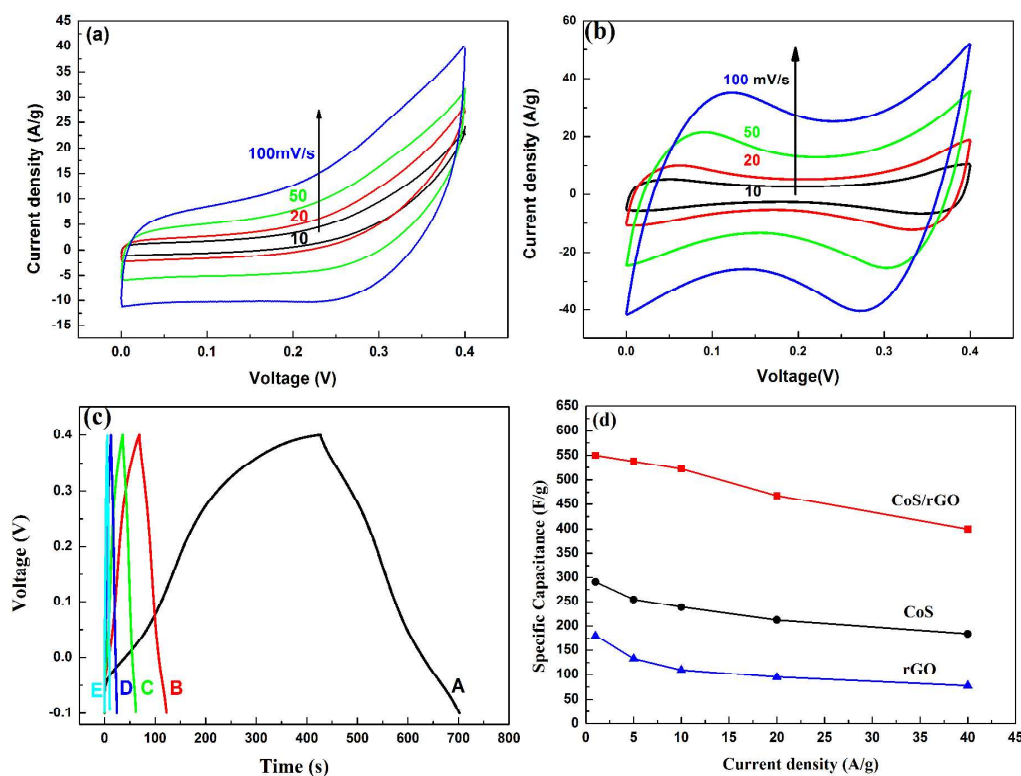 (a)
45
40
35
30
25
20
15
10
5
0
-5
-10
-15
100mV/s
50
20
10
0.0 0.1 0.2 0.3 0.4
Voltage (V)
Current density (A/g)
(b)
60
40
20
0
-20
-40
100 mV/s
50
20
10
0.0 0.1 0.2 0.3 0.4
Voltage(V)
Current density (A/g)
(c)
0.4
0.3
0.2
0.1
0.0
-0.1
E D C B A
0 100 200 300 400 500 600 700 800
Time (s)
Voltage (V)
(d)
650
600
550
500
450
400
350
300
250
200
150
100
50
0
CoS/rGO
CoS
rGO
0 5 10 15 20 25 30 35 40 45
Current density (A/g)
Specific Capacitance (F/g)